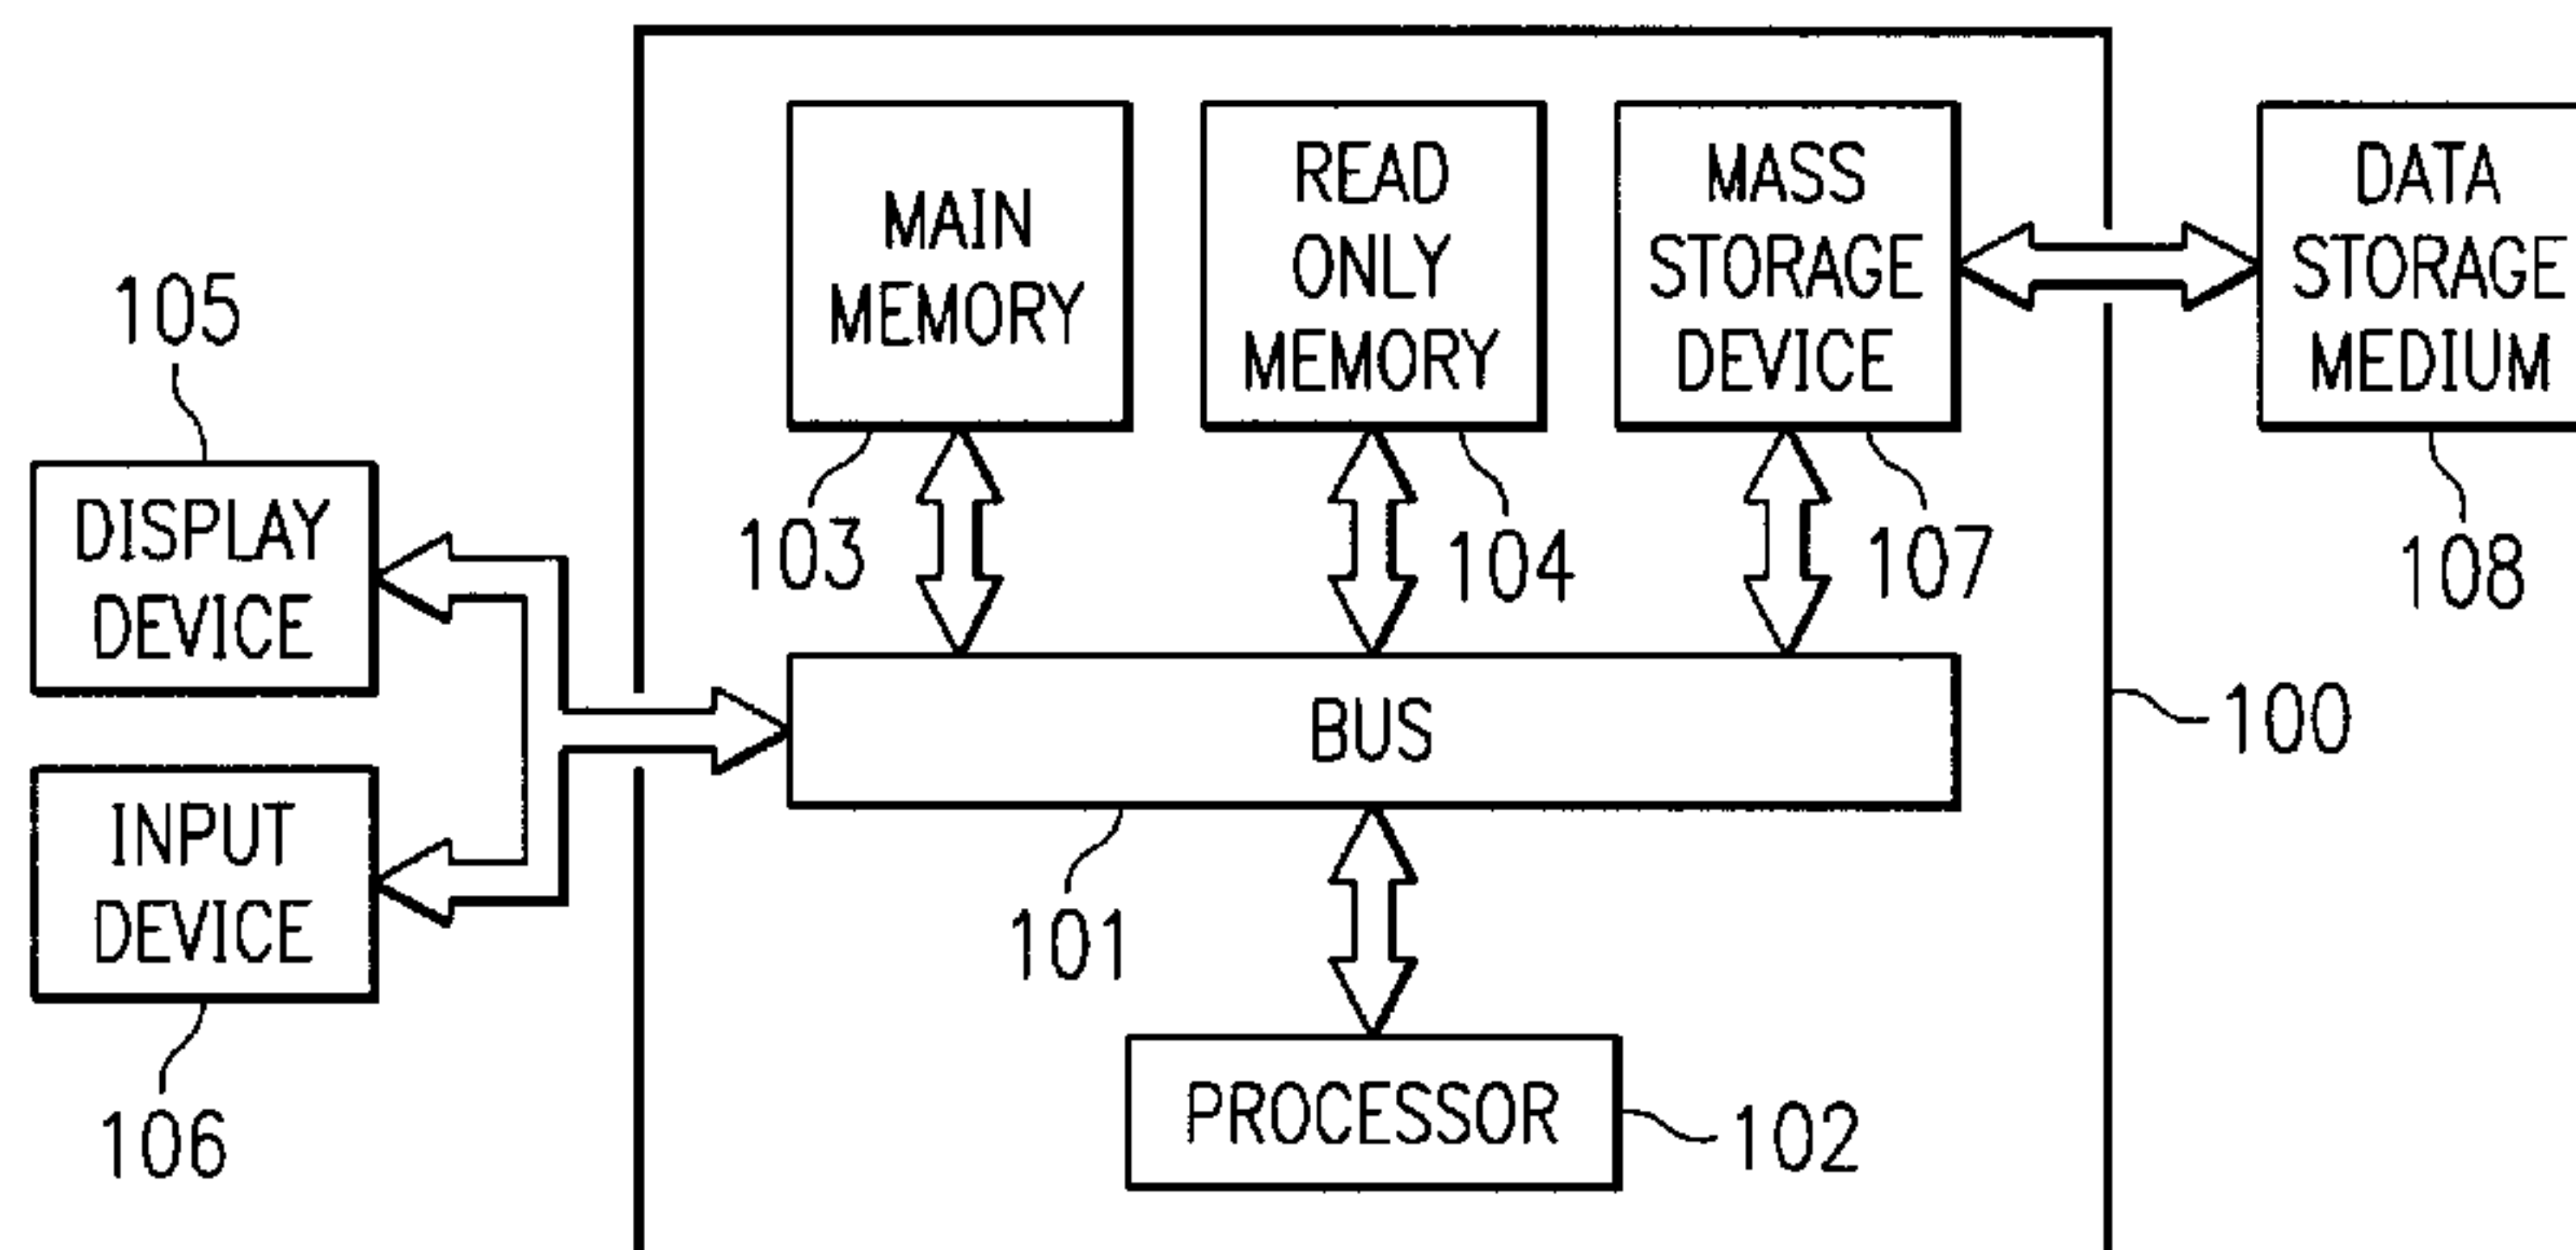 MAIN
MEMORY
READ
ONLY
MEMORY
MASS
STORAGE
DEVICE
DATA
STORAGE
MEDIUM
105
103
104
107
108
DISPLAY
DEVICE
BUS
100
INPUT
DEVICE
101
106
PROCESSOR
102